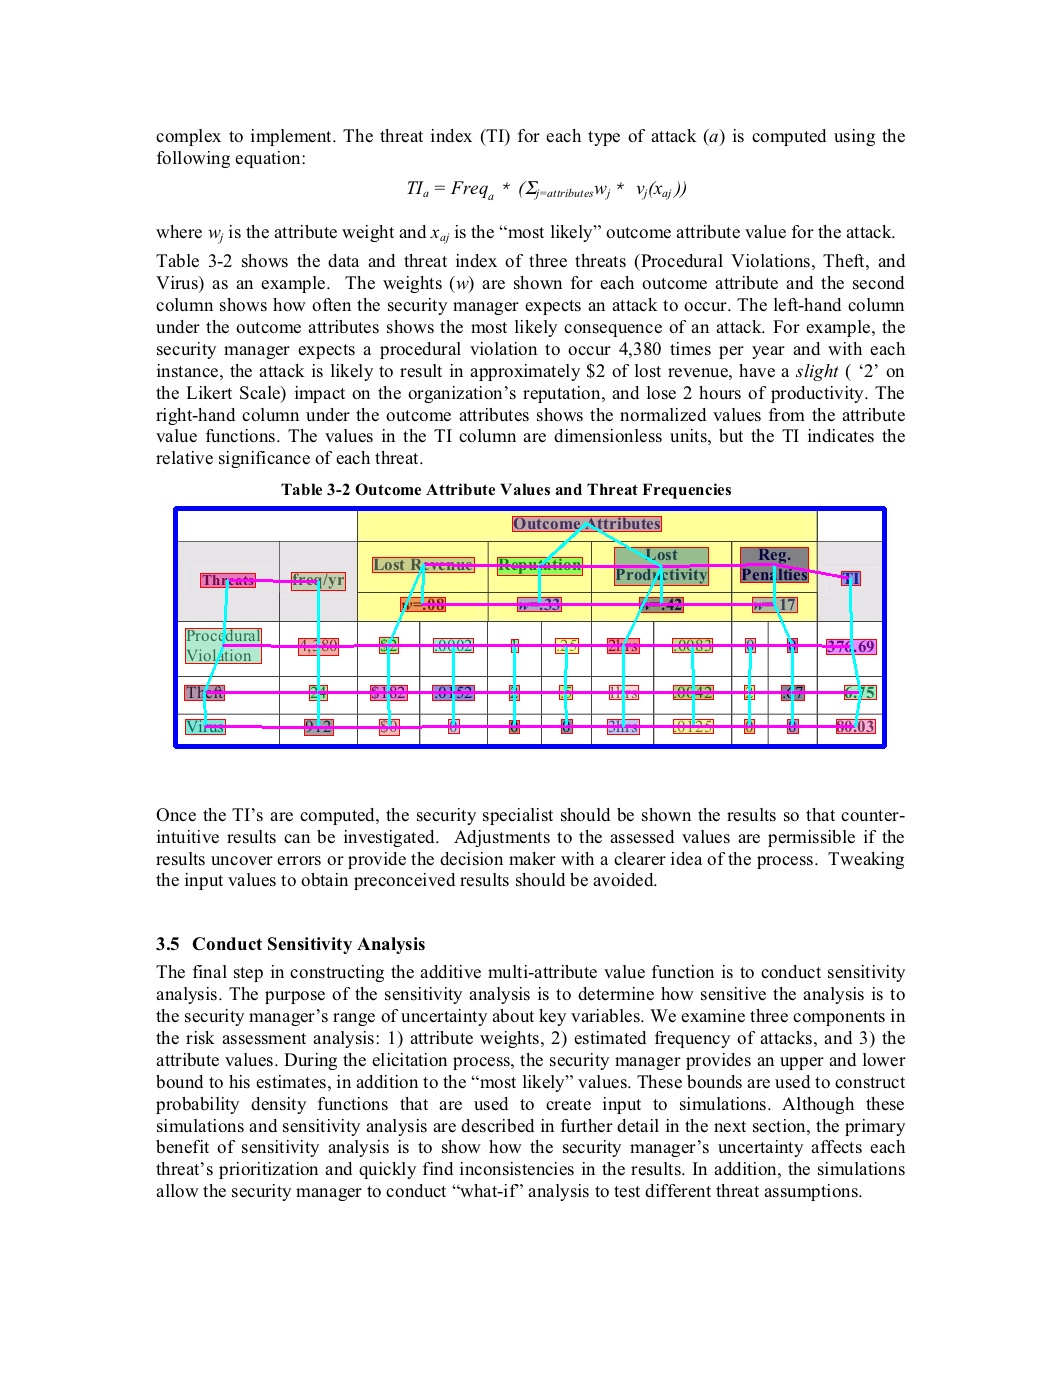 complex to implement. The threat index (TI) for each type of attack (a) is computed using the
following equation:
TIa = Freqa * (Σj=attributes wj * vj(xaj))
where wj is the attribute weight and xaj is the “most likely” outcome attribute value for the attack.
Table 3-2 shows the data and threat index of three threats (Procedural Violations, Theft, and
Virus) as an example. The weights (w) are shown for each outcome attribute and the second
column shows how often the security manager expects an attack to occur. The left-hand column
under the outcome attributes shows the most likely consequence of an attack. For example, the
security manager expects a procedural violation to occur 4,380 times per year and with each
instance, the attack is likely to result in approximately $2 of lost revenue, have a slight ( ‘2’ on
the Likert Scale) impact on the organization’s reputation, and lose 2 hours of productivity. The
right-hand column under the outcome attributes shows the normalized values from the attribute
value functions. The values in the TI column are dimensionless units, but the TI indicates the
relative significance of each threat.
Table 3-2 Outcome Attribute Values and Threat Frequencies
Outcome Attributes
Threats freq/yr Lost Revenue Reputation Lost Productivity Reg. Penalties TI
w=.08 w=.33 w=.42 w=.17
Procedural Violation 4,380 $2 .0002 1 .25 2hrs .0083 0 0 376.69
Theft 24 $182 .0152 2 .5 1hrs .0042 2 .67 6.75
Virus 912 $0 0 0 0 3hrs .0125 0 0 80.03
Once the TI’s are computed, the security specialist should be shown the results so that counter-
intuitive results can be investigated. Adjustments to the assessed values are permissible if the
results uncover errors or provide the decision maker with a clearer idea of the process. Tweaking
the input values to obtain preconceived results should be avoided.
3.5 Conduct Sensitivity Analysis
The final step in constructing the additive multi-attribute value function is to conduct sensitivity
analysis. The purpose of the sensitivity analysis is to determine how sensitive the analysis is to
the security manager’s range of uncertainty about key variables. We examine three components in
the risk assessment analysis: 1) attribute weights, 2) estimated frequency of attacks, and 3) the
attribute values. During the elicitation process, the security manager provides an upper and lower
bound to his estimates, in addition to the “most likely” values. These bounds are used to construct
probability density functions that are used to create input to simulations. Although these
simulations and sensitivity analysis are described in further detail in the next section, the primary
benefit of sensitivity analysis is to show how the security manager’s uncertainty affects each
threat’s prioritization and quickly find inconsistencies in the results. In addition, the simulations
allow the security manager to conduct “what-if” analysis to test different threat assumptions.